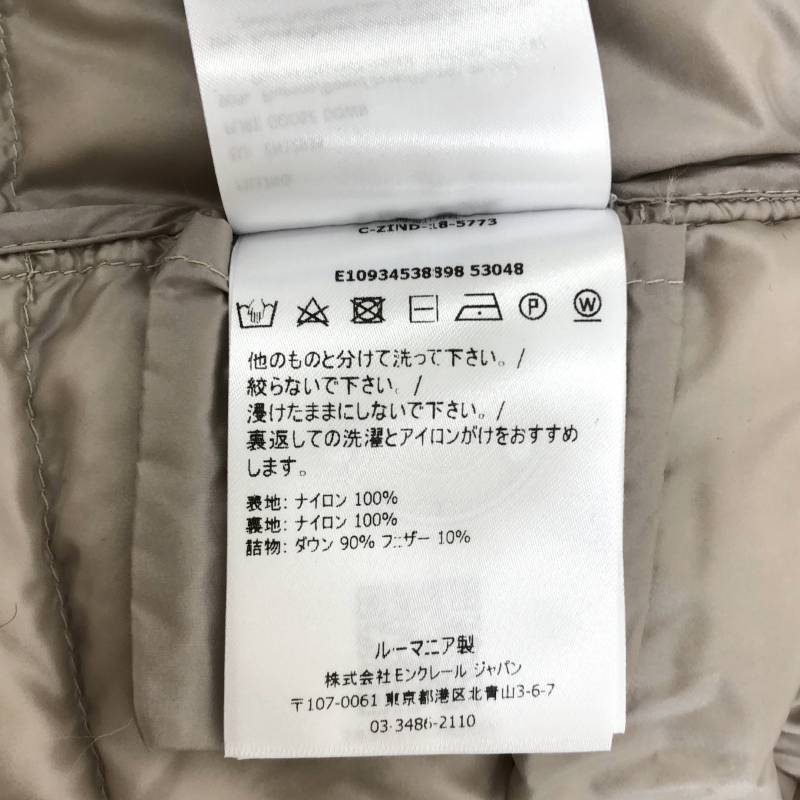 FILLING
PURE GOOSE DOWN
C-ZIND-18-5773
E10934538898 53048
P
W
他のものと分けて洗って下さい。/
絞らないで下さい。/
浸けたままにしないで下さい。/
裏返しての洗濯とアイロンがけをおすすめ
します。
表地: ナイロン 100%
裏地: ナイロン 100%
詰物: ダウン 90% フェザー 10%
ルーマニア製
株式会社モンクレール ジャパン
〒107-0061 東京都港区北青山3-6-7
03-3486-2110